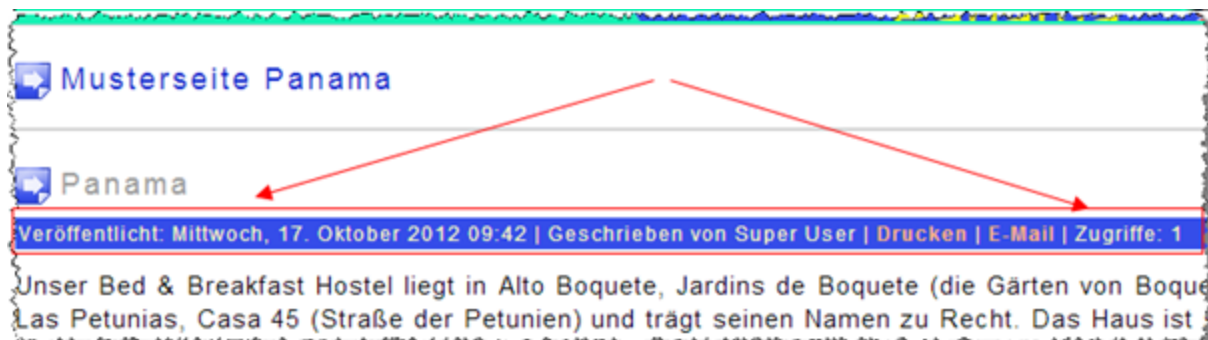 Musterseite Panama
Panama
Veröffentlicht: Mittwoch, 17. Oktober 2012 09:42 | Geschrieben von Super User | Drucken | E-Mail | Zugriffe: 1
Unser Bed & Breakfast Hostel liegt in Alto Boquete, Jardins de Boquete (die Gärten von
Las Petunias, Casa 45 (Straße der Petunien) und trägt seinen Namen zu Recht. Das Haus ist